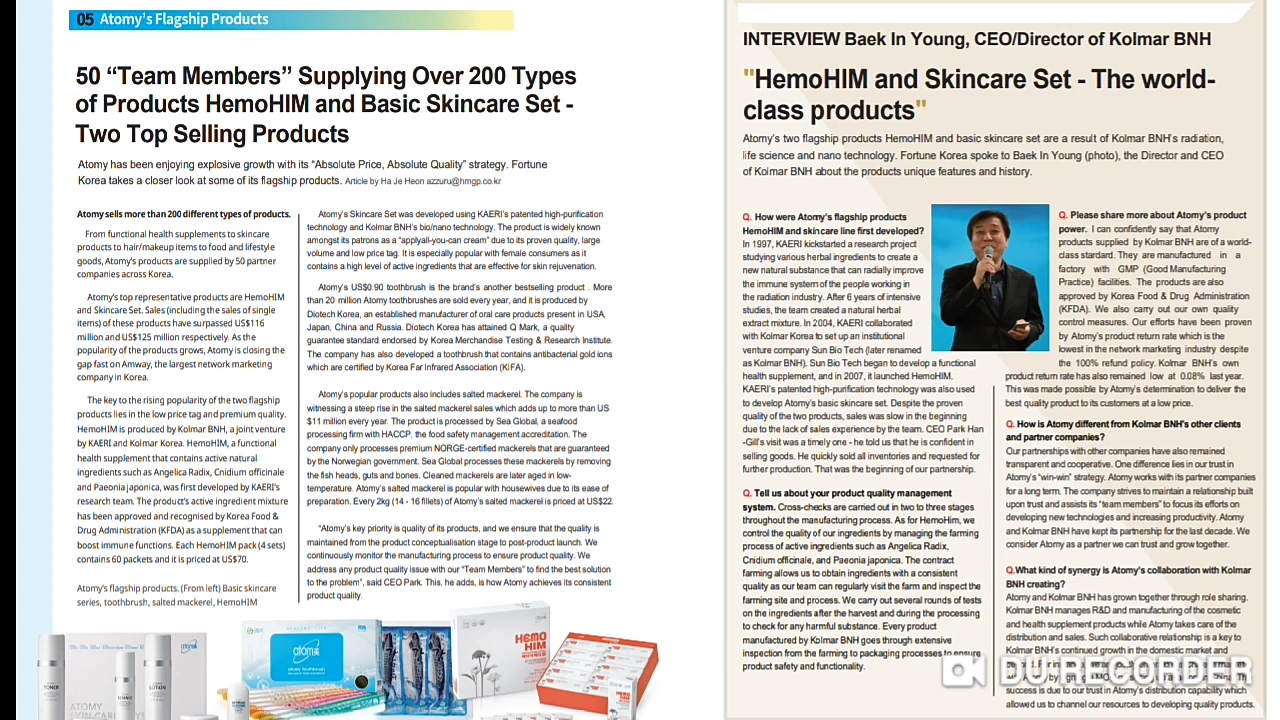 05 Atomy's Flagship Products
50 “Team Members” Supplying Over 200 Types
of Products HemoHIM and Basic Skincare Set -
Two Top Selling Products
Atomy has been enjoying explosive growth with its “Absolute Price, Absolute Quality” strategy. Fortune
Korea takes a closer look at some of its flagship products. Article by Ha Je Heon azzuru@hmgp.co.kr
Atomy sells more than 200 different types of products.
From functional health supplements to skincare
products to hair/makeup items to food and lifestyle
goods, Atomy's products are supplied by 50 partner
companies across Korea.
Atomy's top representative products are HemoHIM
and Skincare Set. Sales (including the sales of single
items) of these products have surpassed US$116
million and US$125 million respectively. As the
popularity of the products grows, Atomy is closing the
gap fast on Amway, the largest network marketing
company in Korea.
The key to the rising popularity of the two flagship
products lies in the low price tag and premium quality.
HemoHIM is produced by Kolmar BNH, a joint venture
by KAERI and Kolmar Korea. HemoHIM, a functional
health supplement that contains active natural
ingredients such as Angelica Radix, Cnidium officinale
and Paeonia japonica, was first developed by KAERI's
research team. The product's active ingredient mixture
has been approved and recognised by Korea Food &
Drug Administration (KFDA) as a supplement that can
boost immune functions. Each HemoHIM pack (4 sets)
contains 60 packets and it is priced at US$70.
Atomy's flagship products. (From left) Basic skincare
series, toothbrush, salted mackerel, HemoHIM
Atomy's Skincare Set was developed using KAERI's patented high-purification
technology and Kolmar BNH's bio/nano technology. The product is widely known
amongst its patrons as a “applyall-you-can cream” due to its proven quality, large
volume and low price tag. It is especially popular with female consumers as it
contains a high level of active ingredients that are effective for skin rejuvenation.
Atomy's US$0.90 toothbrush is the brand's another bestselling product . More
than 20 million Atomy toothbrushes are sold every year, and it is produced by
Diotech Korea, an established manufacturer of oral care products present in USA,
Japan, China and Russia. Diotech Korea has attained Q Mark, a quality
guarantee standard endorsed by Korea Merchandise Testing & Research Institute.
The company has also developed a toothbrush that contains antibacterial gold ions
which are certified by Korea Far Infrared Association (KIFA).
Atomy's popular products also includes salted mackerel. The company is
witnessing a steep rise in the salted mackerel sales which adds up to more than US
$11 million every year. The product is processed by Sea Global, a seafood
processing firm with HACCP, the food safety management accreditation. The
company only processes premium NORGE-certified mackerels that are guaranteed
by the Norwegian government. Sea Global processes these mackerels by removing
the fish heads, guts and bones. Cleaned mackerels are later aged in low-
temperature. Atomy's salted mackerel is popular with housewives due to its ease of
preparation. Every 2kg (14 - 16 fillets) of Atomy's salted mackerel is priced at US$22.
“Atomy's key priority is quality of its products, and we ensure that the quality is
maintained from the product conceptualisation stage to post-product launch. We
continuously monitor the manufacturing process to ensure product quality. We
address any product quality issue with our “Team Members” to find the best solution
to the problem”, said CEO Park. This, he adds, is how Atomy achieves its consistent
product quality.
INTERVIEW Baek In Young, CEO/Director of Kolmar BNH
"HemoHIM and Skincare Set - The world-
class products"
Atomy's two flagship products HemoHIM and basic skincare set are a result of Kolmar BNH's radiation,
life science and nano technology. Fortune Korea spoke to Baek In Young (photo), the Director and CEO
of Kolmar BNH about the products unique features and history.
Q. How were Atomy's flagship products
HemoHIM and skincare line first developed?
In 1997, KAERI kickstarted a research project
studying various herbal ingredients to create a
new natural substance that can radially improve
the immune system of the people working in
the radiation industry. After 6 years of intensive
studies, the team created a natural herbal
extract mixture. In 2004, KAERI collaborated
with Kolmar Korea to set up an institutional
venture company Sun Bio Tech (later renamed
as Kolmar BNH). Sun Bio Tech began to develop a functional
health supplement, and in 2007, it launched HemoHIM.
KAERI's patented high-purification technology was also used
to develop Atomy's basic skincare set. Despite the proven
quality of the two products, sales was slow in the beginning
due to the lack of sales experience by the team. CEO Park Han
-Gill's visit was a timely one - he told us that he is confident in
selling goods. He quickly sold all inventories and requested for
further production. That was the beginning of our partnership.
Q. Tell us about your product quality management
system. Cross-checks are carried out in two to three stages
throughout the manufacturing process. As for HemoHim, we
control the quality of our ingredients by managing the farming
process of active ingredients such as Angelica Radix,
Cnidium officinale, and Paeonia japonica. The contract
farming allows us to obtain ingredients with a consistent
quality as our team can regularly visit the farm and inspect the
farming site and process. We carry out several rounds of tests
on the ingredients after the harvest and during the processing
to check for any harmful substance. Every product
manufactured by Kolmar BNH goes through extensive
inspection from the farming to packaging processes to ensure
product safety and functionality.
Q. Please share more about Atomy's product
power. I can confidently say that Atomy
products supplied by Kolmar BNH are of a world-
class stardard. They are manufactured in a
factory with GMP (Good Manufacturing
Practice) facilities. The products are also
approved by Korea Food & Drug Administration
(KFDA). We also carry out our own quality
control measures. Our efforts have been proven
by Atomy's product return rate which is the
lowest in the network marketing industry despite
the 100% refund policy. Kolmar BNH's own
product return rate has also remained low at 0.08% last year.
This was made possible by Atomy's determination to deliver the
best quality product to its customers at a low price.
Q. How is Atomy different from Kolmar BNH's other clients
and partner companies?
Our partnerships with other companies have also remained
transparent and cooperative. One difference lies in our trust in
Atomy's “win-win” strategy. Atomy works with its partner companies
for a long term. The company strives to maintain a relationship built
upon trust and assists its “team members” to focus its efforts on
developing new technologies and increasing productivity. Atomy
and Kolmar BNH have kept its partnership for the last decade. We
consider Atomy as a partner we can trust and grow together.
Q.What kind of synergy is Atomy's collaboration with Kolmar
BNH creating?
Atomy and Kolmar BNH has grown together through role sharing.
Kolmar BNH manages R&D and manufacturing of the cosmetic
and health supplement products while Atomy takes care of the
distribution and sales. Such collaborative relationship is a key to
Kolmar BNH's continued growth in the domestic market and
success is due to our trust in Atomy's distribution capability which
allowed us to channel our resources to developing quality products.
DU RECORDER
TONER
LOTION
ATOMY
atomy
atomy toothbrush
HEMO
HIM